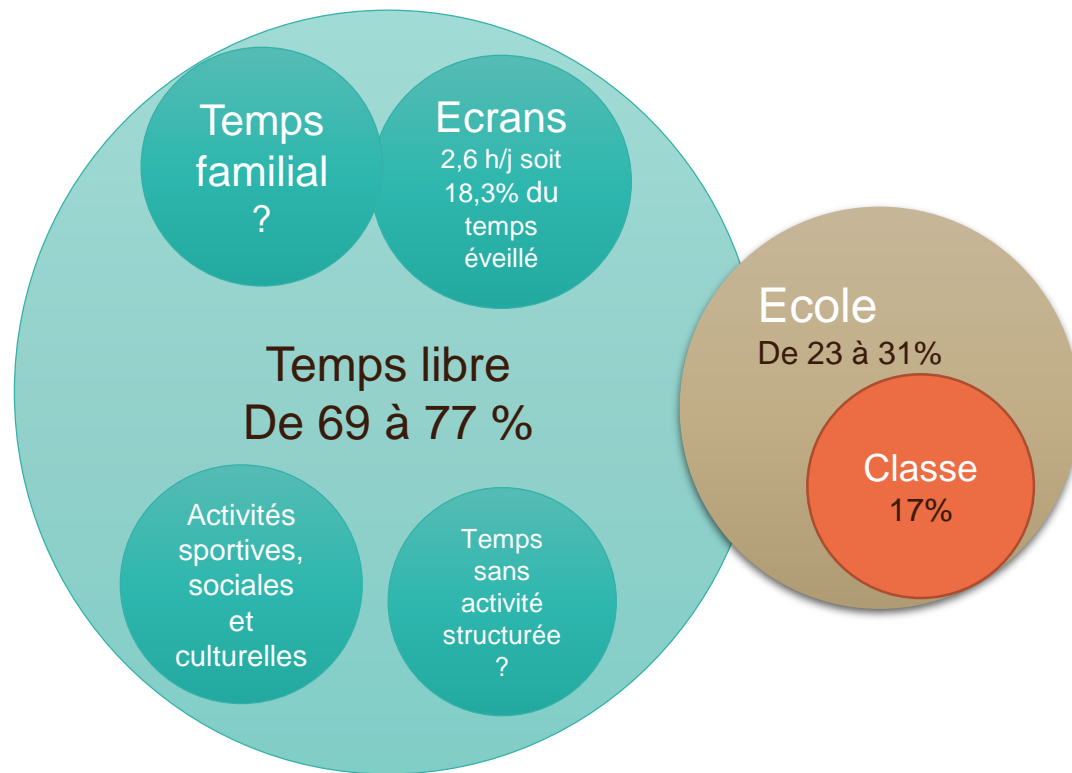 Temps
familial
?
Ecrans
2,6 h/j soit
18,3% du
temps
éveillé
Temps libre
De 69 à 77 %
Ecole
De 23 à 31%
Classe
17%
Activités
sportives,
sociales
et
culturelles
Temps
sans
activité
structurée
?